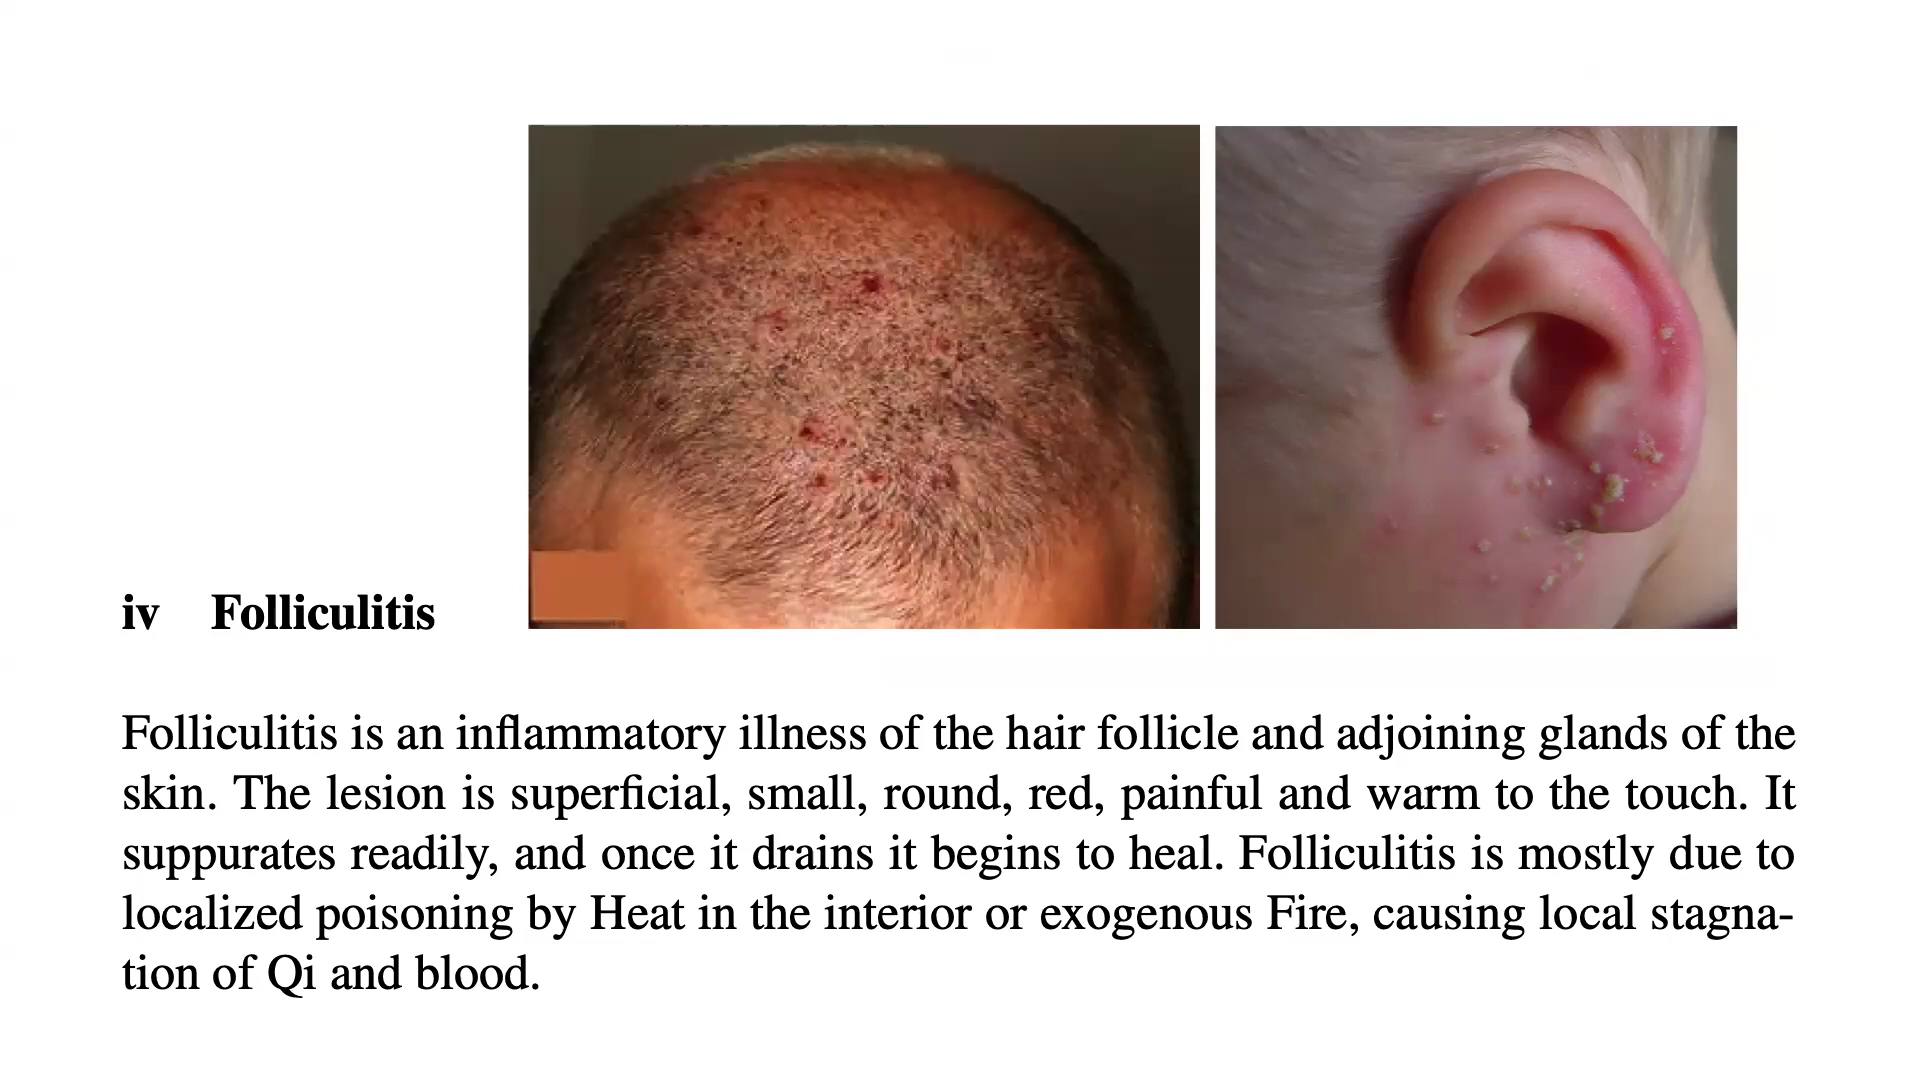 iv Folliculitis
Folliculitis is an inflammatory illness of the hair follicle and adjoining glands of the
skin. The lesion is superficial, small, round, red, painful and warm to the touch. It
suppurates readily, and once it drains it begins to heal. Folliculitis is mostly due to
localized poisoning by Heat in the interior or exogenous Fire, causing local stagna-
tion of Qi and blood.